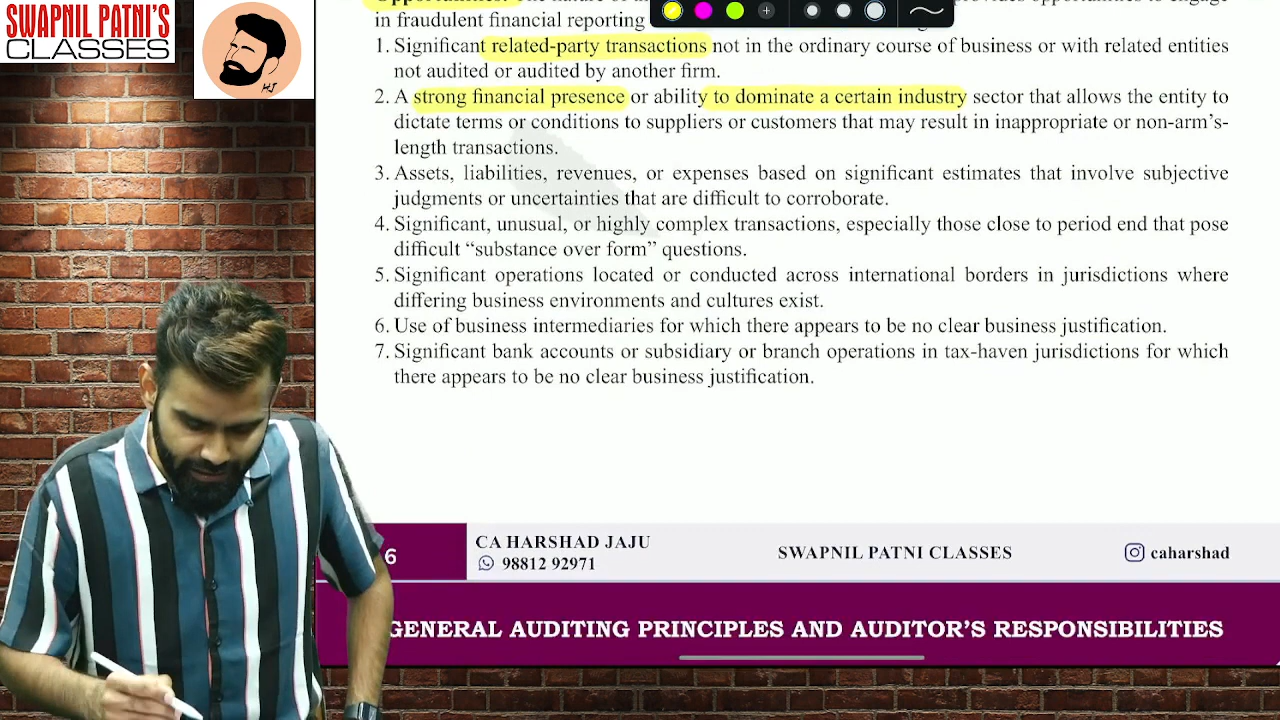 SWAPNIL PATNI'S
CLASSES
in fraudulent financial reporting
1. Significant related-party transactions not in the ordinary course of business or with related entities
not audited or audited by another firm.
2. A strong financial presence or ability to dominate a certain industry sector that allows the entity to
dictate terms or conditions to suppliers or customers that may result in inappropriate or non-arm's-
length transactions.
3. Assets, liabilities, revenues, or expenses based on significant estimates that involve subjective
judgments or uncertainties that are difficult to corroborate.
4. Significant, unusual, or highly complex transactions, especially those close to period end that pose
difficult “substance over form” questions.
5. Significant operations located or conducted across international borders in jurisdictions where
differing business environments and cultures exist.
6. Use of business intermediaries for which there appears to be no clear business justification.
7. Significant bank accounts or subsidiary or branch operations in tax-haven jurisdictions for which
there appears to be no clear business justification.
6
CA HARSHAD JAJU
98812 92971
SWAPNIL PATNI CLASSES
caharshad
GENERAL AUDITING PRINCIPLES AND AUDITOR'S RESPONSIBILITIES